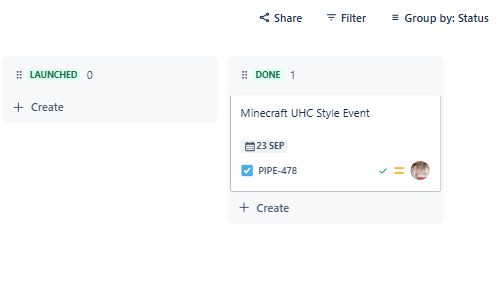 Share Filter Group by: Status
LAUNCHED 0
Create
DONE 1
Minecraft UHC Style Event
23 SEP
PIPE-478
Create